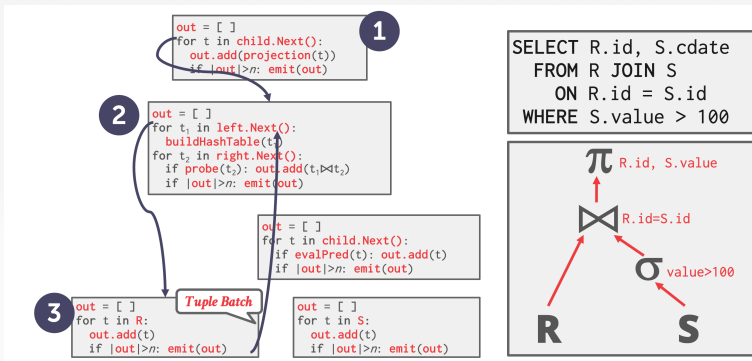 1
out = [ ]
for t in child.Next():
out.add(projection(t))
if |out|>n: emit(out)
2
out = [ ]
for t₁ in left.Next():
buildHashTable(t₁)
for t₂ in right.Next():
if probe(t₂): out.add(t₁⋈t₂)
if |out|>n: emit(out)
out = [ ]
for t in child.Next():
if evalPred(t): out.add(t)
if |out|>n: emit(out)
3
Tuple Batch
out = [ ]
for t in R:
out.add(t)
if |out|>n: emit(out)
out = [ ]
for t in S:
out.add(t)
if |out|>n: emit(out)
SELECT R.id, S.cdate
FROM R JOIN S
ON R.id = S.id
WHERE S.value > 100
π R.id, S.value
⋈ R.id=S.id
σ value>100
R S